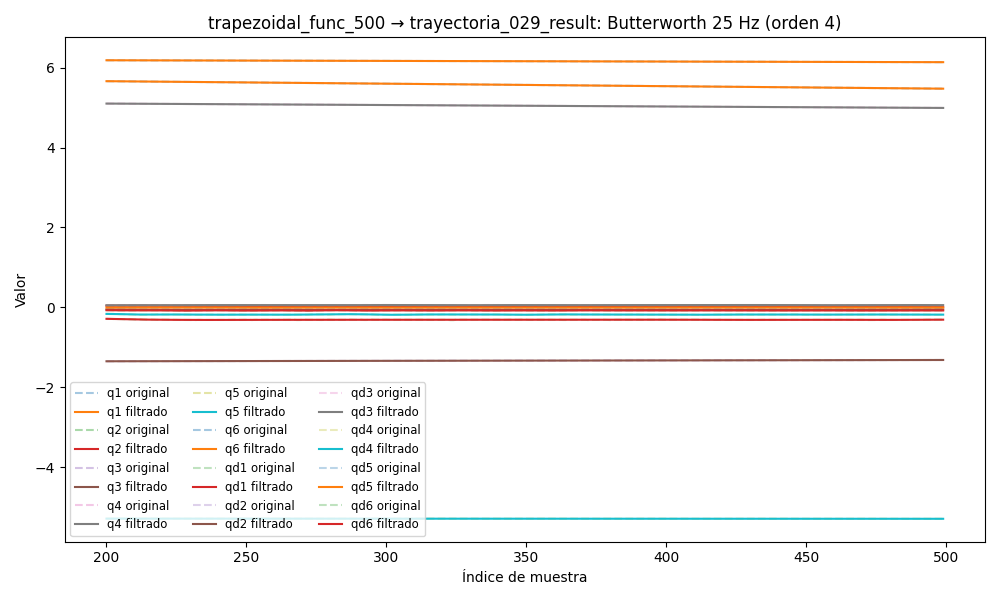 trapezoidal_func_500 → trayectoria_029_result: Butterworth 25 Hz (orden 4)
6
4
2
0
−2
−4
Valor
q1 original
q1 filtrado
q2 original
q2 filtrado
q3 original
q3 filtrado
q4 original
q4 filtrado
q5 original
q5 filtrado
q6 original
q6 filtrado
qd1 original
qd1 filtrado
qd2 original
qd2 filtrado
qd3 original
qd3 filtrado
qd4 original
qd4 filtrado
qd5 original
qd5 filtrado
qd6 original
qd6 filtrado
200
250
300
350
400
450
500
Índice de muestra